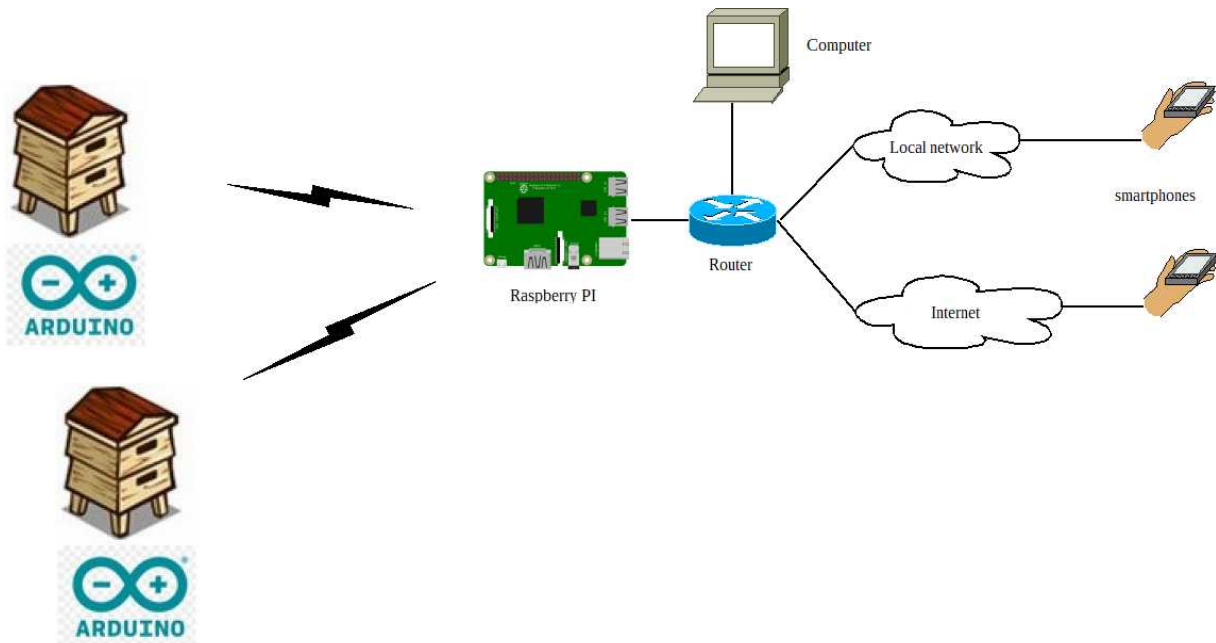 Computer
Local network
smartphones
Router
Raspberry PI
Internet
ARDUINO
ARDUINO